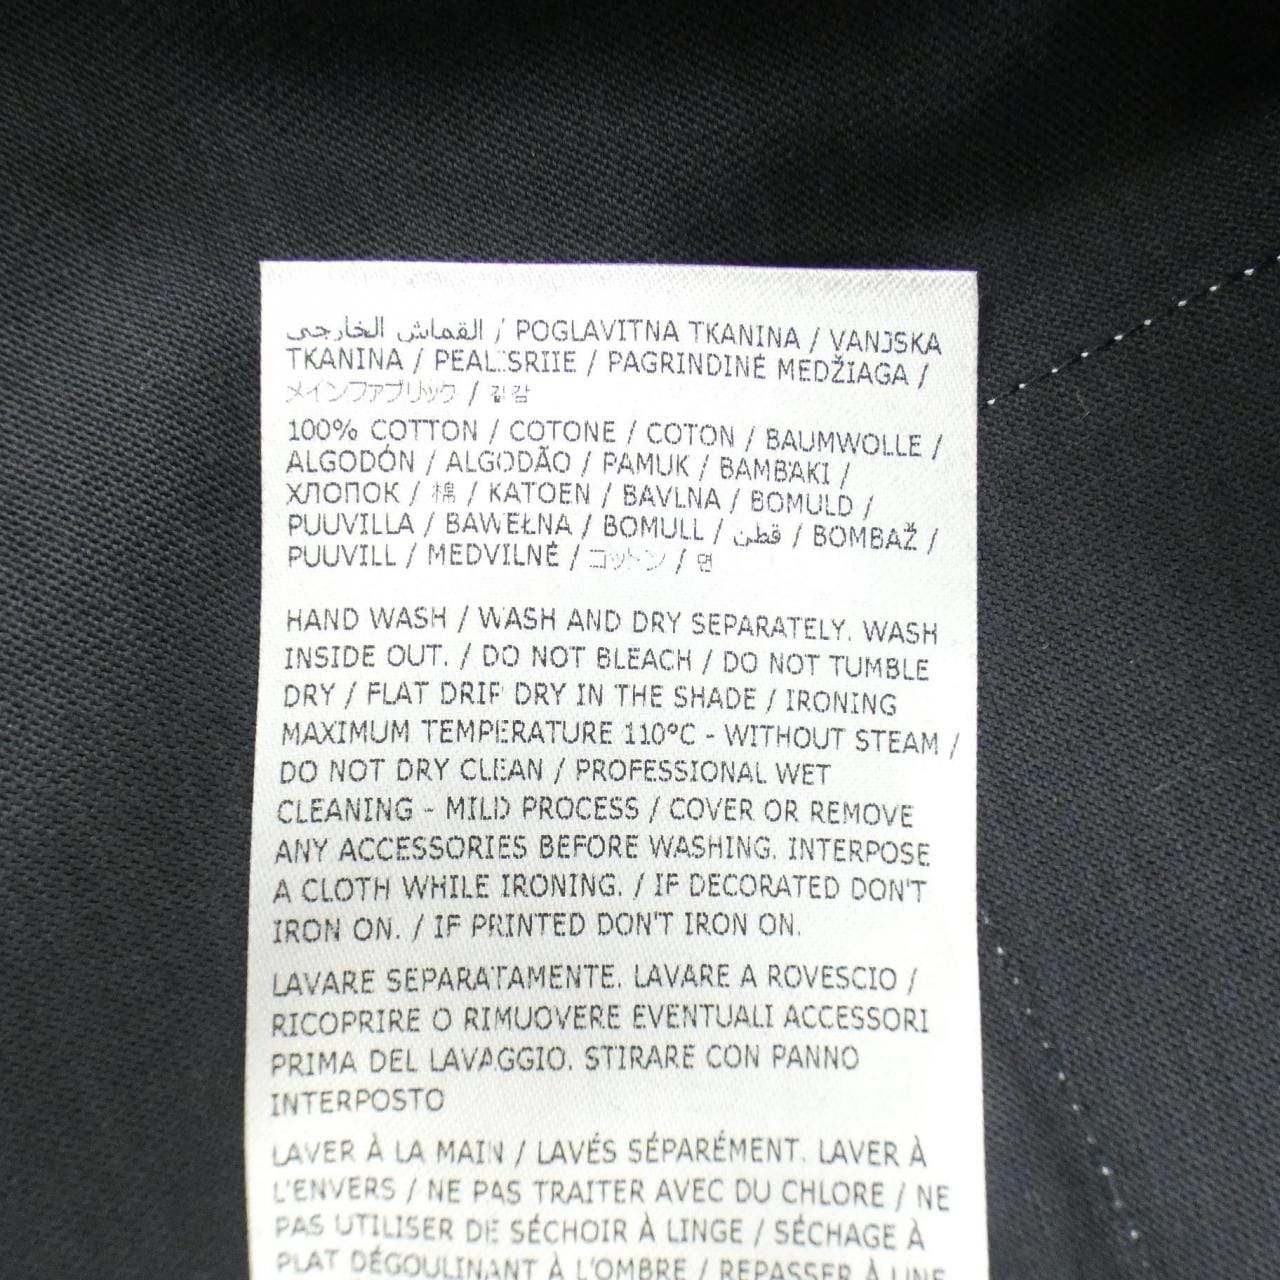 القماش الخارجي / POGLAVITNA TKANINA / VANJSKA
TKANINA / PEALSRIIE / PAGRINDINĖ MEDŽIAGA /
メインファブリック / 겉감
100% COTTON / COTONE / COTON / BAUMWOLLE /
ALGODÓN / ALGODÃO / PAMUK / BAMBAKI /
ХЛОПОК / 棉 / KATOEN / BAVLNA / BOMULD /
PUUVILLA / BAWEŁNA / BOMULL / قطن / BOMBAŽ /
PUUVILL / MEDVILNĖ / コットン / 면
HAND WASH / WASH AND DRY SEPARATELY. WASH
INSIDE OUT. / DO NOT BLEACH / DO NOT TUMBLE
DRY / FLAT DRIP DRY IN THE SHADE / IRONING
MAXIMUM TEMPERATURE 110°C - WITHOUT STEAM /
DO NOT DRY CLEAN / PROFESSIONAL WET
CLEANING - MILD PROCESS / COVER OR REMOVE
ANY ACCESSORIES BEFORE WASHING. INTERPOSE
A CLOTH WHILE IRONING. / IF DECORATED DON'T
IRON ON. / IF PRINTED DON'T IRON ON.
LAVARE SEPARATAMENTE. LAVARE A ROVESCIO /
RICOPRIRE O RIMUOVERE EVENTUALI ACCESSORI
PRIMA DEL LAVAGGIO. STIRARE CON PANNO
INTERPOSTO
LAVER À LA MAIN / LAVÉS SÉPARÉMENT. LAVER À
L'ENVERS / NE PAS TRAITER AVEC DU CHLORE / NE
PAS UTILISER DE SÉCHOIR À LINGE / SÉCHAGE À
PLAT DÉGOULINANT À L'OMBRE / REPASSER À UNE